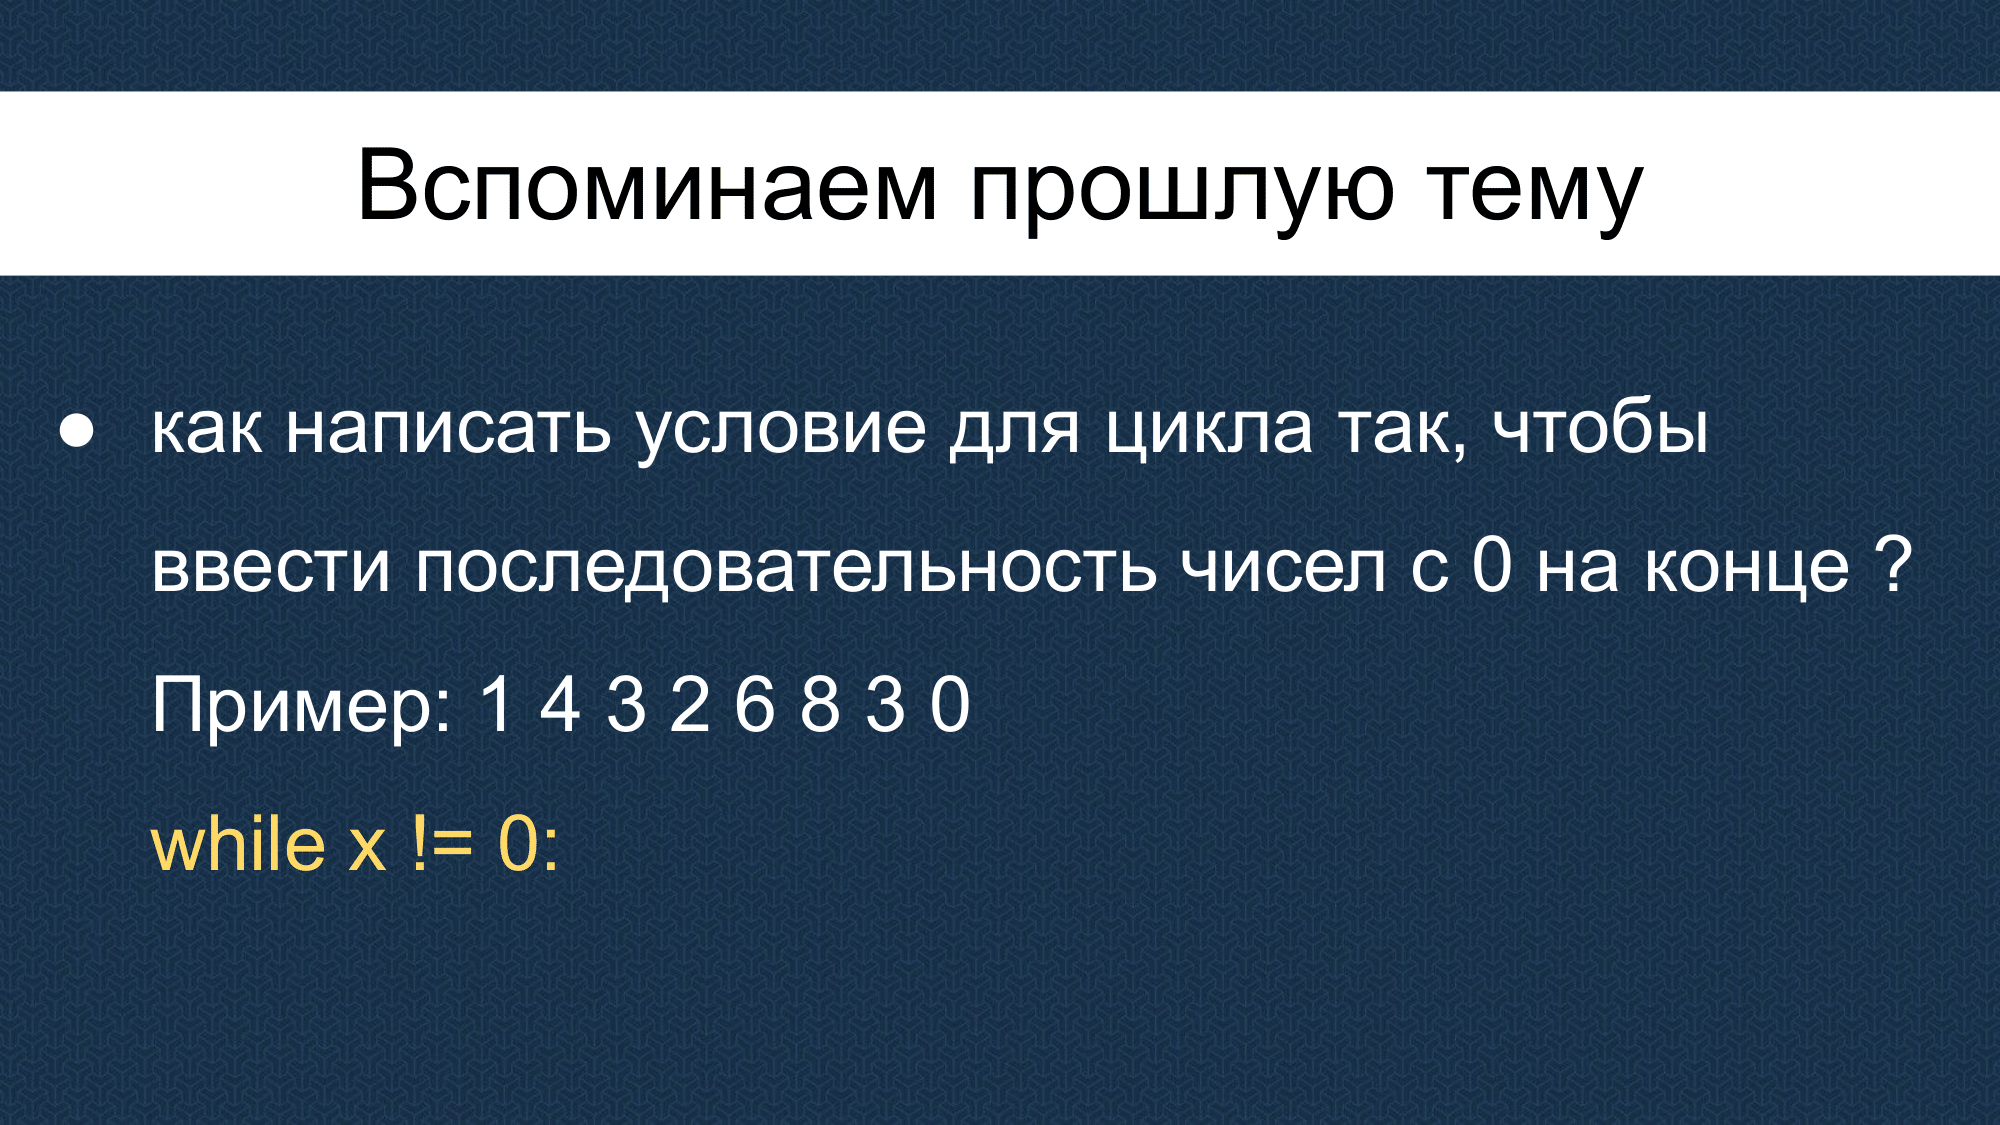 Вспоминаем прошлую тему
● как написать условие для цикла так, чтобы
ввести последовательность чисел с 0 на конце ?
Пример: 1 4 3 2 6 8 3 0
while x != 0: